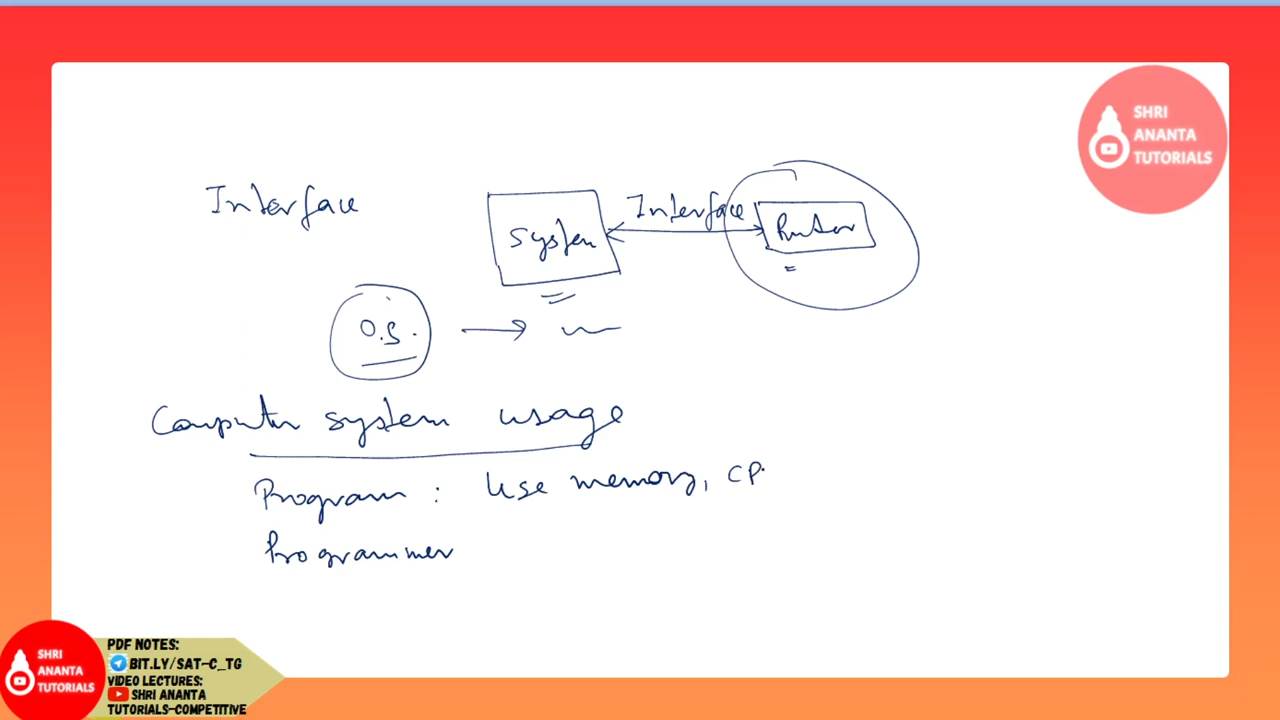 SHRI
ANANTA
TUTORIALS
Interface
System
Interface
O.S.
Computer system usage
Program : Use memory, CP
Programmer
SHRI
ANANTA
TUTORIALS
PDF NOTES:
BIT.LY/SAT-C_TG
VIDEO LECTURES:
SHRI ANANTA
TUTORIALS-COMPETITIVE